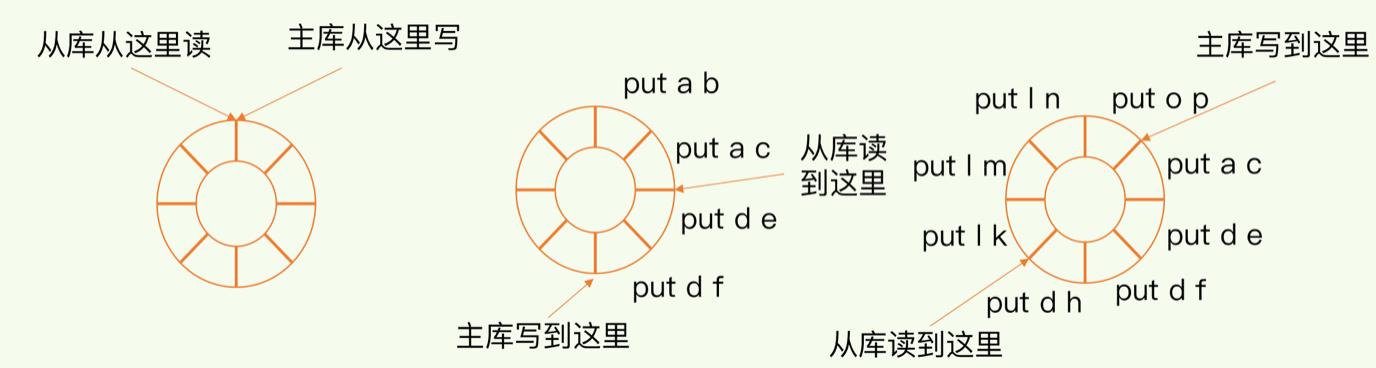 从库从这里读
主库从这里写
put a b
put a c
从库读
到这里
put d e
put d f
主库写到这里
主库写到这里
put l n
put o p
put l m
put a c
put l k
put d e
put d h
put d f
从库读到这里